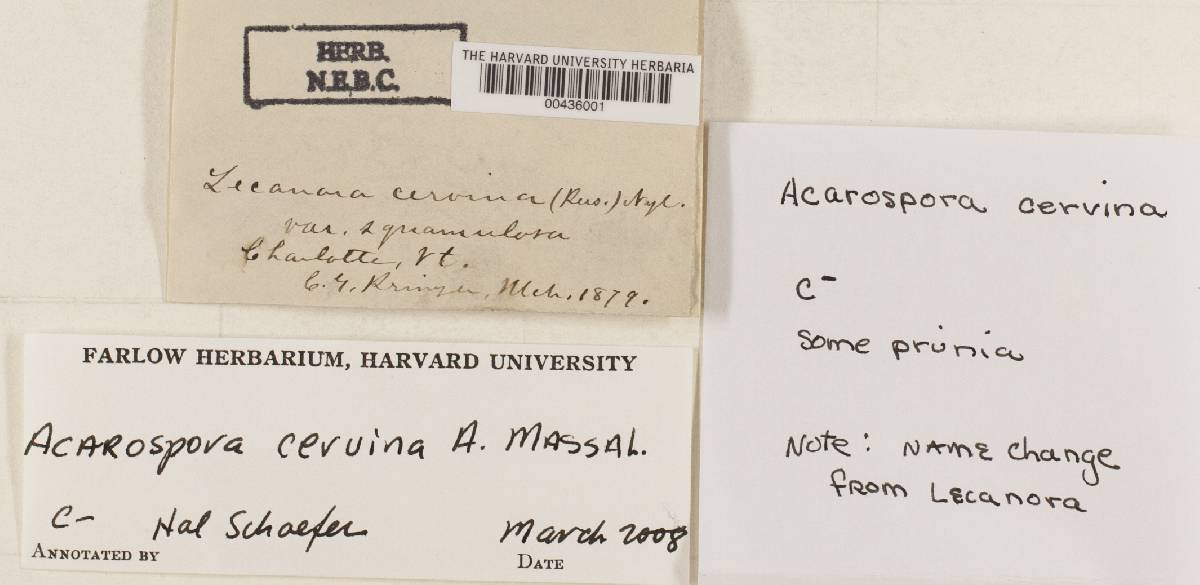 HERB.
N.E.B.C.
THE HARVARD UNIVERSITY HERBARIA
00436001
Lecanora cervina (Pers.) Nyl.
var. squamulosa
Charlotte, Vt.
C. G. Pringle, Mch. 1879.
FARLOW HERBARIUM, HARVARD UNIVERSITY
Acarospora cervina A. Massal.
C- Hal Schaefer March 2008
ANNOTATED BY DATE
Acarospora cervina
C-
some prunia
Note: Name change
from Lecanora